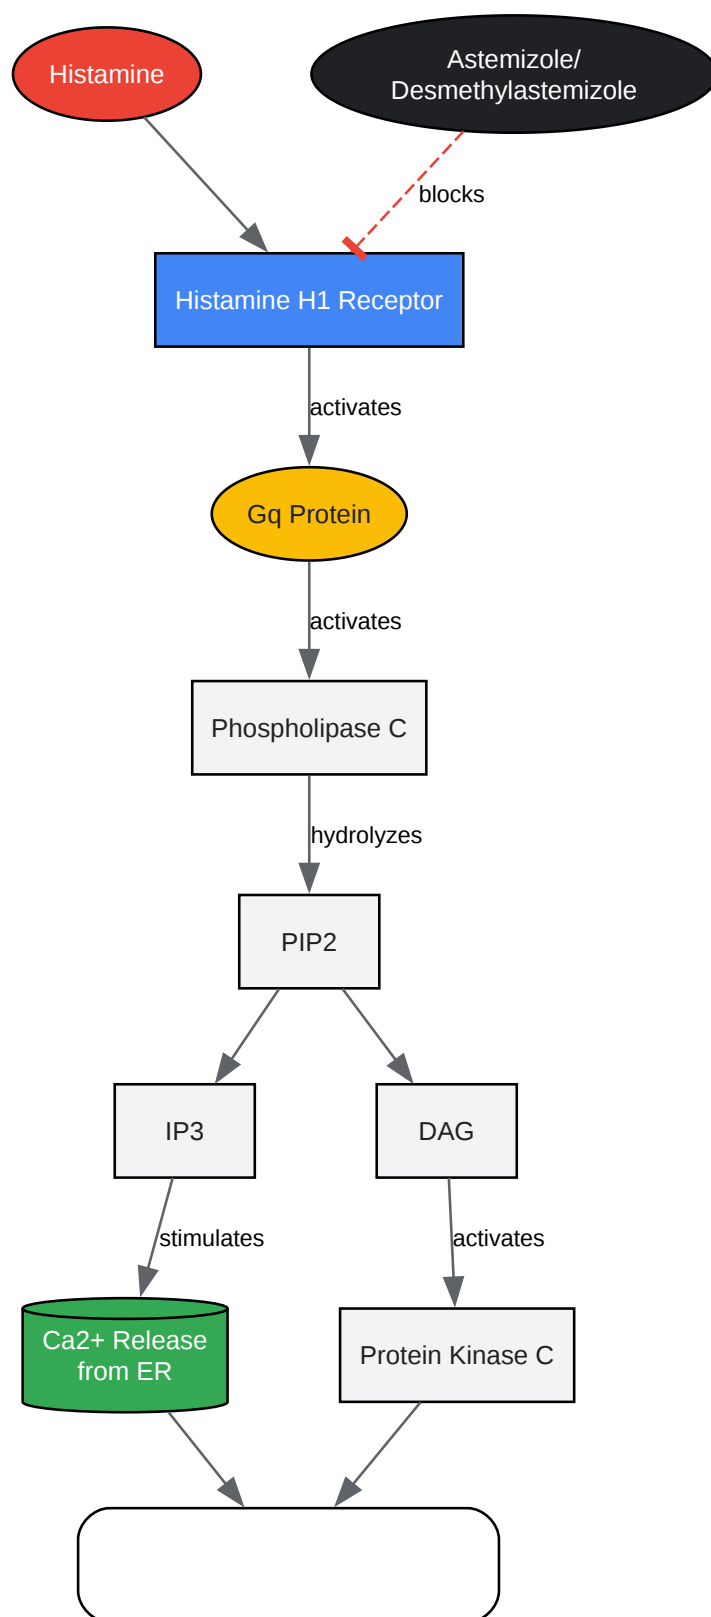 Histamine
Astemizole/
Desmethylastemizole
blocks
Histamine H1 Receptor
activates
Gq Protein
activates
Phospholipase C
hydrolyzes
PIP2
IP3
DAG
stimulates
activates
Ca2+ Release
from ER
Protein Kinase C